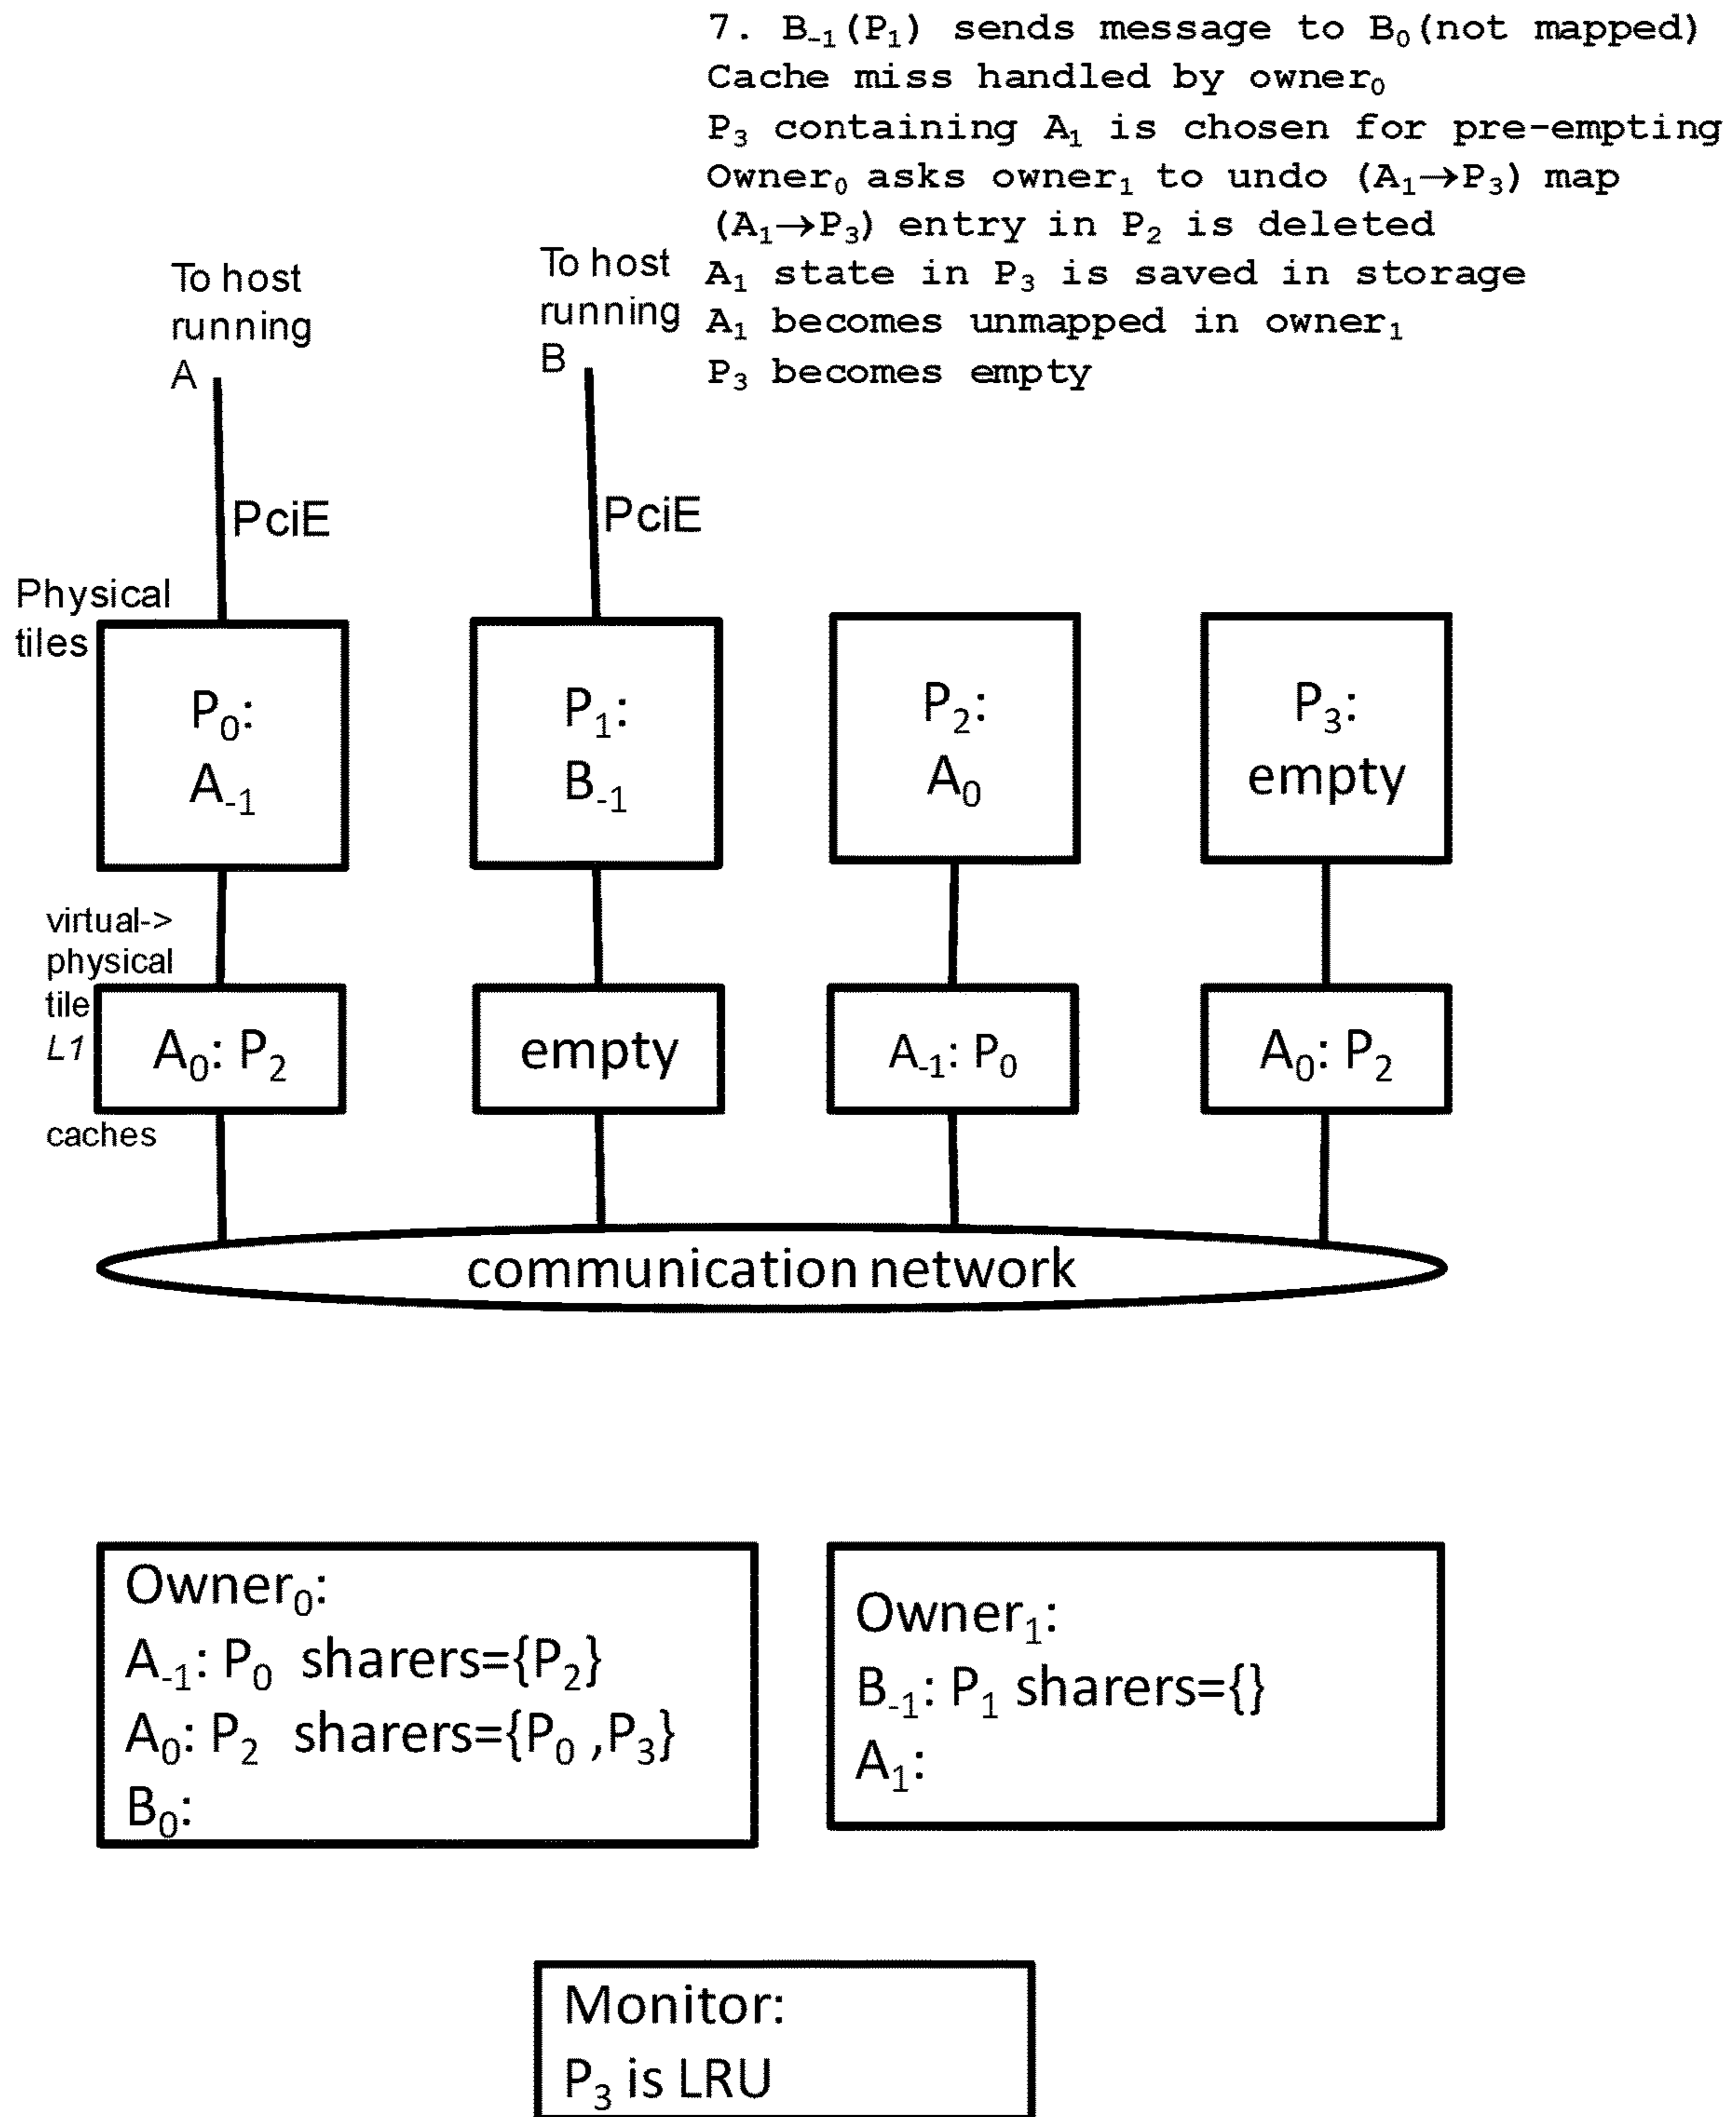 7. B₋₁(P₁) sends message to B₀(not mapped)
Cache miss handled by owner₀
P₃ containing A₁ is chosen for pre-empting
Owner₀ asks owner₁ to undo (A₁→P₃) map
(A₁→P₃) entry in P₂ is deleted
A₁ state in P₃ is saved in storage
A₁ becomes unmapped in owner₁
P₃ becomes empty
To host
running
A
To host
running
B
PciE
PciE
Physical
tiles
P₀:
A₋₁
P₁:
B₋₁
P₂:
A₀
P₃:
empty
virtual->
physical
tile
L1
caches
A₀: P₂
empty
A₋₁: P₀
A₀: P₂
communication network
Owner₀:
A₋₁: P₀ sharers={P₂}
A₀: P₂ sharers={P₀ ,P₃}
B₀:
Owner₁:
B₋₁: P₁ sharers={}
A₁:
Monitor:
P₃ is LRU